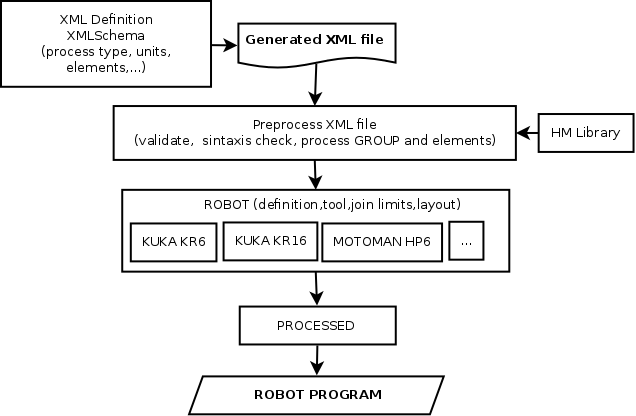 XML Definition
XMLSchema
(process type, units,
elements,...)
Generated XML file
Preprocess XML file
(validate,  sintaxis check, process GROUP and elements)
HM Library
ROBOT (definition,tool,join limits,layout)
KUKA KR6
KUKA KR16
MOTOMAN HP6
...
PROCESSED
ROBOT PROGRAM